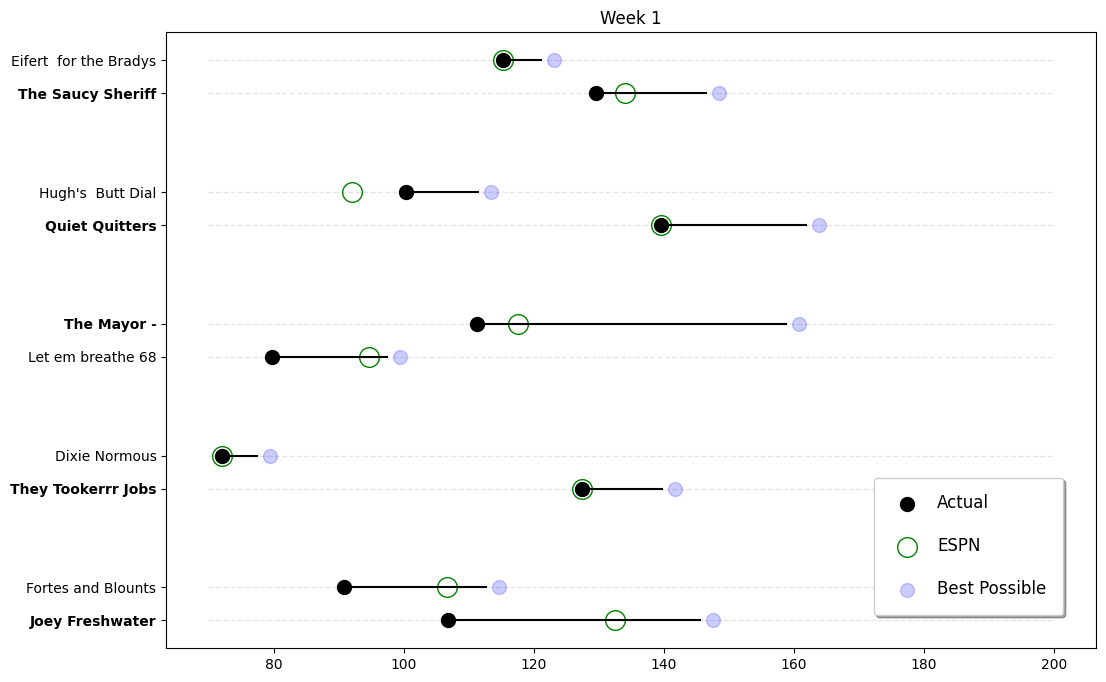 Week 1
Eifert  for the Bradys
The Saucy Sheriff
Hugh's  Butt Dial
Quiet Quitters
The Mayor -
Let em breathe 68
Dixie Normous
They Tookerrr Jobs
Fortes and Blounts
Joey Freshwater
Actual
ESPN
Best Possible
80 100 120 140 160 180 200